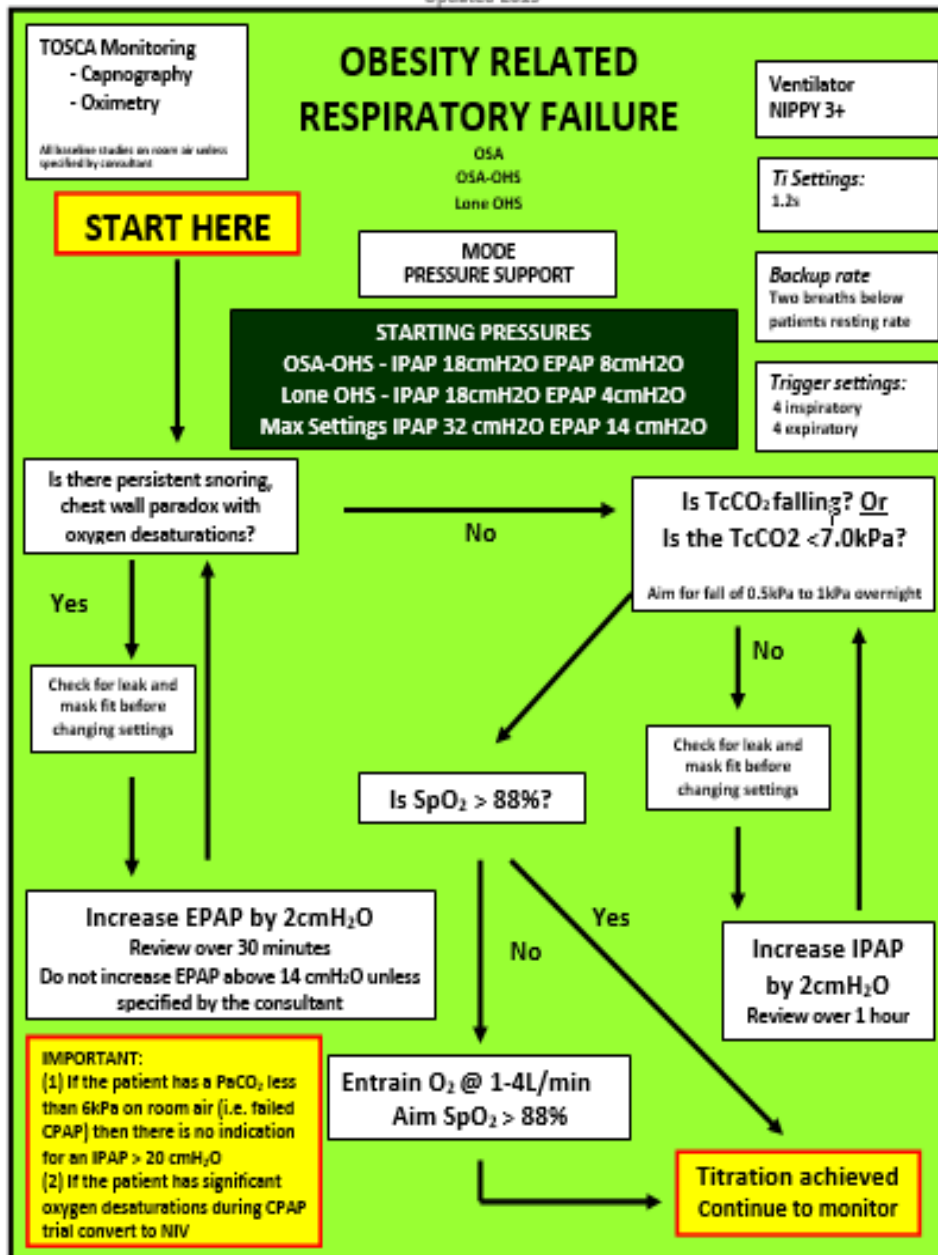 TOSCA Monitoring
- Capnography
- Oximetry
All baseline studies on room air unless
specified by consultant
OBESITY RELATED
RESPIRATORY FAILURE
OSA
OSA-OHS
Lone OHS
Ventilator
NIPPY 3+
Ti Settings:
1.2s
START HERE
MODE
PRESSURE SUPPORT
Backup rate
Two breaths below
patients resting rate
STARTING PRESSURES
OSA-OHS - IPAP 18cmH2O EPAP 8cmH2O
Lone OHS - IPAP 18cmH2O EPAP 4cmH2O
Max Settings IPAP 32 cmH2O EPAP 14 cmH2O
Trigger settings:
4 inspiratory
4 expiratory
Is there persistent snoring,
chest wall paradox with
oxygen desaturations?
No
Is TcCO₂ falling? Or
Is the TcCO2 <7.0kPa?
Aim for fall of 0.5kPa to 1kPa overnight
Yes
No
Check for leak and
mask fit before
changing settings
Check for leak and
mask fit before
changing settings
Is SpO₂ > 88%?
Increase EPAP by 2cmH₂O
Review over 30 minutes
Do not increase EPAP above 14 cmH₂O unless
specified by the consultant
No
Yes
Increase IPAP
by 2cmH₂O
Review over 1 hour
IMPORTANT:
(1) If the patient has a PaCO₂ less
than 6kPa on room air (i.e. failed
CPAP) then there is no indication
for an IPAP > 20 cmH₂O
(2) If the patient has significant
oxygen desaturations during CPAP
trial convert to NIV
Entrain O₂ @ 1-4L/min
Aim SpO₂ > 88%
Titration achieved
Continue to monitor